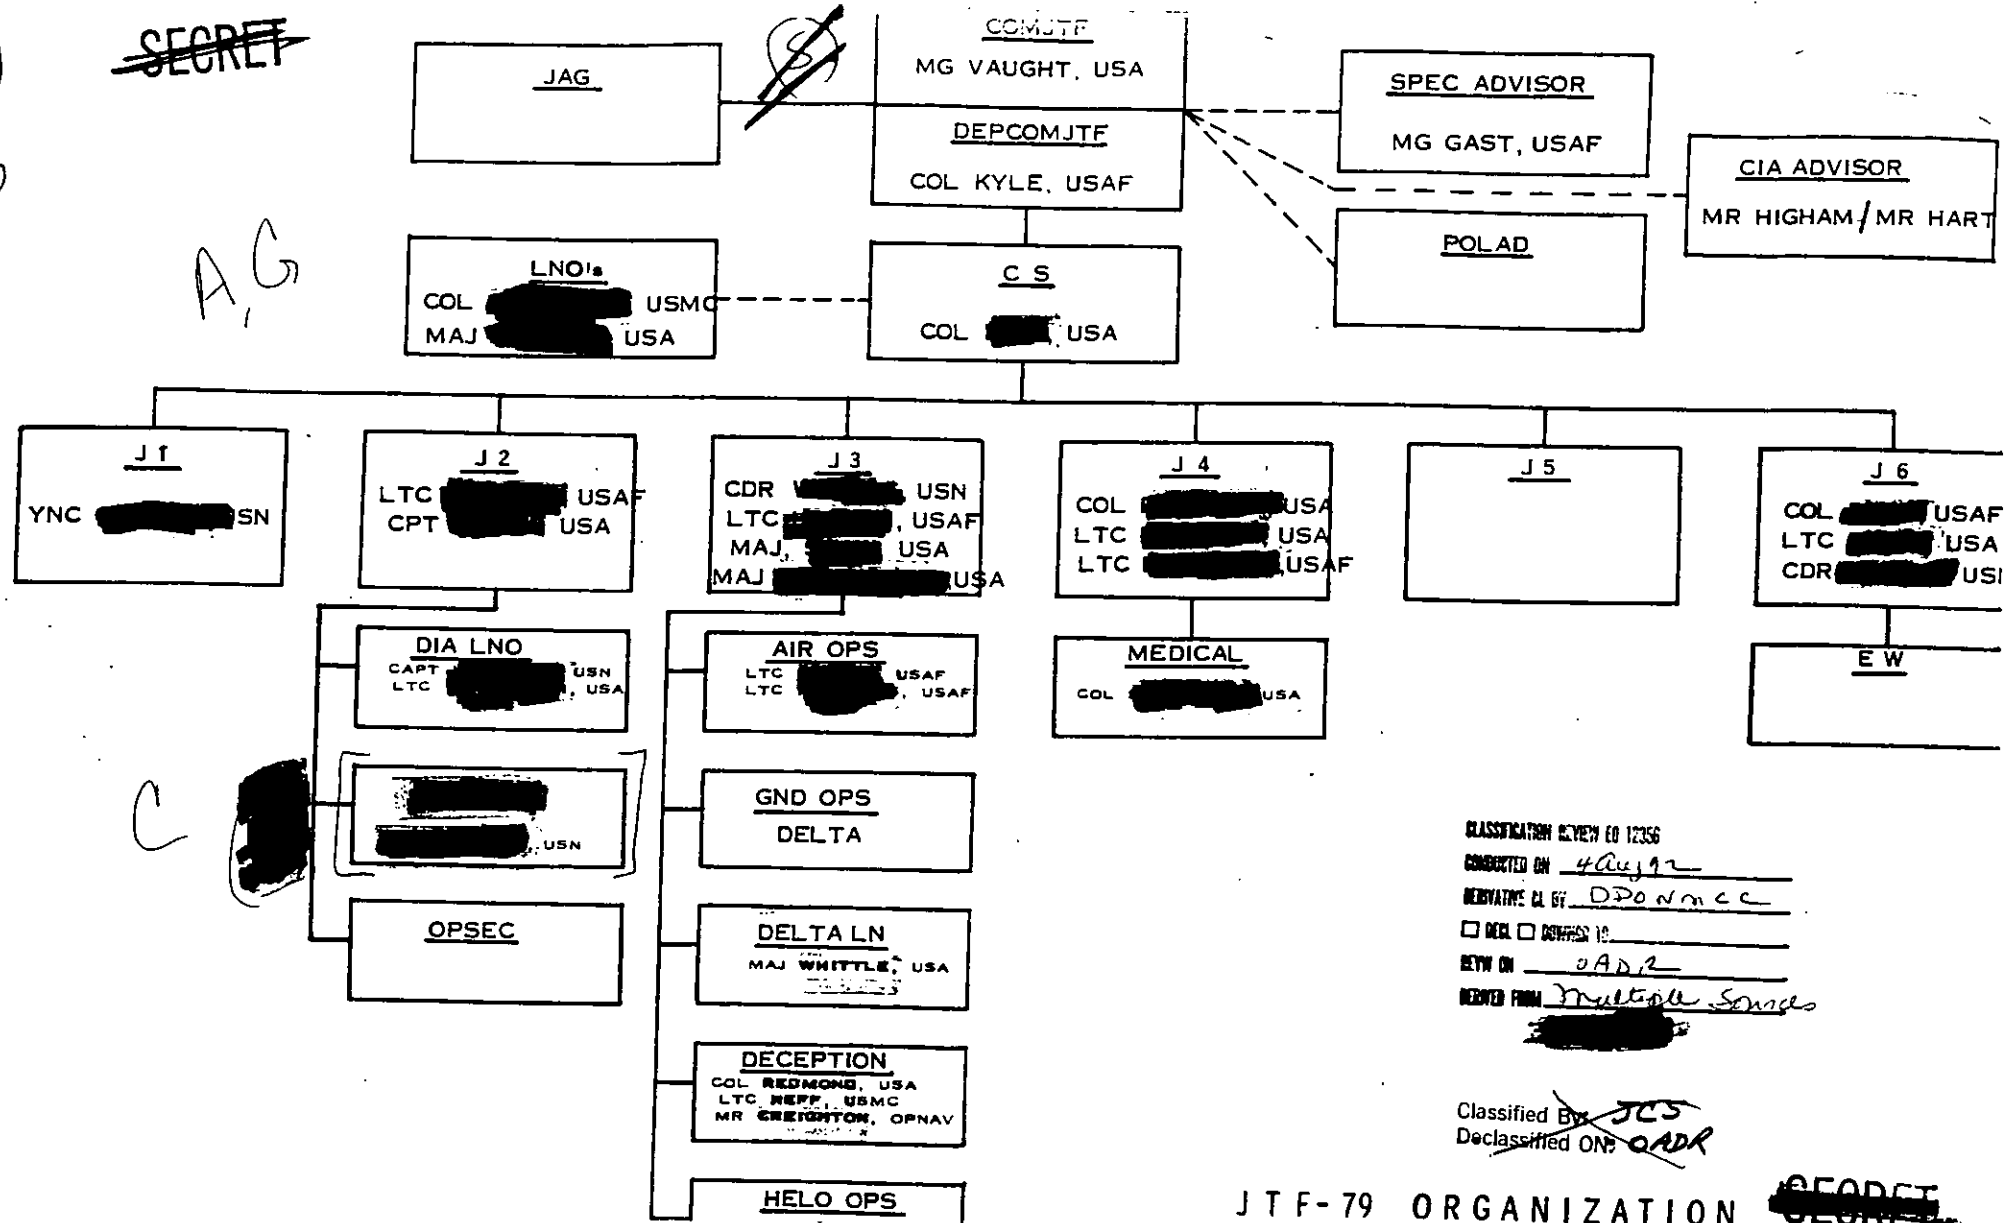 SECRET
COMJTF
MG VAUGHT, USA
JAG
DEPCOMJTF
COL KYLE, USAF
SPEC ADVISOR
MG GAST, USAF
CIA ADVISOR
MR HIGHAM/MR HART
POLAD
A, G
LNO's
COL USMC
MAJ USA
C S
COL USA
J 1
YNC SN
J 2
LTC USAF
CPT USA
J 3
CDR USN
LTC , USAF
MAJ, USA
MAJ USA
J 4
COL USA
LTC USA
LTC USAF
J 5
J 6
COL USAF
LTC USA
CDR
DIA LNO
CAPT USN
LTC , USA
AIR OPS
LTC USAF
LTC , USAF
MEDICAL
COL USA
E W
C
, USN
GND OPS
DELTA
OPSEC
DELTA LN
MAJ WHITTLE, USA
DECEPTION
COL REDMOND, USA
LTC NEFF, USMC
MR CREIGHTON, OPNAV
HELO OPS
CLASSIFICATION REVIEW EO 12356
CONDUCTED ON 4 Aug 92
DERIVATIVE CL BY DDO NMCC
DECL
REVW ON OADR
DERIVED FROM Multiple Sources
Classified By: JCS
Declassified ON: OADR
JTF-79 ORGANIZATION
SECRET